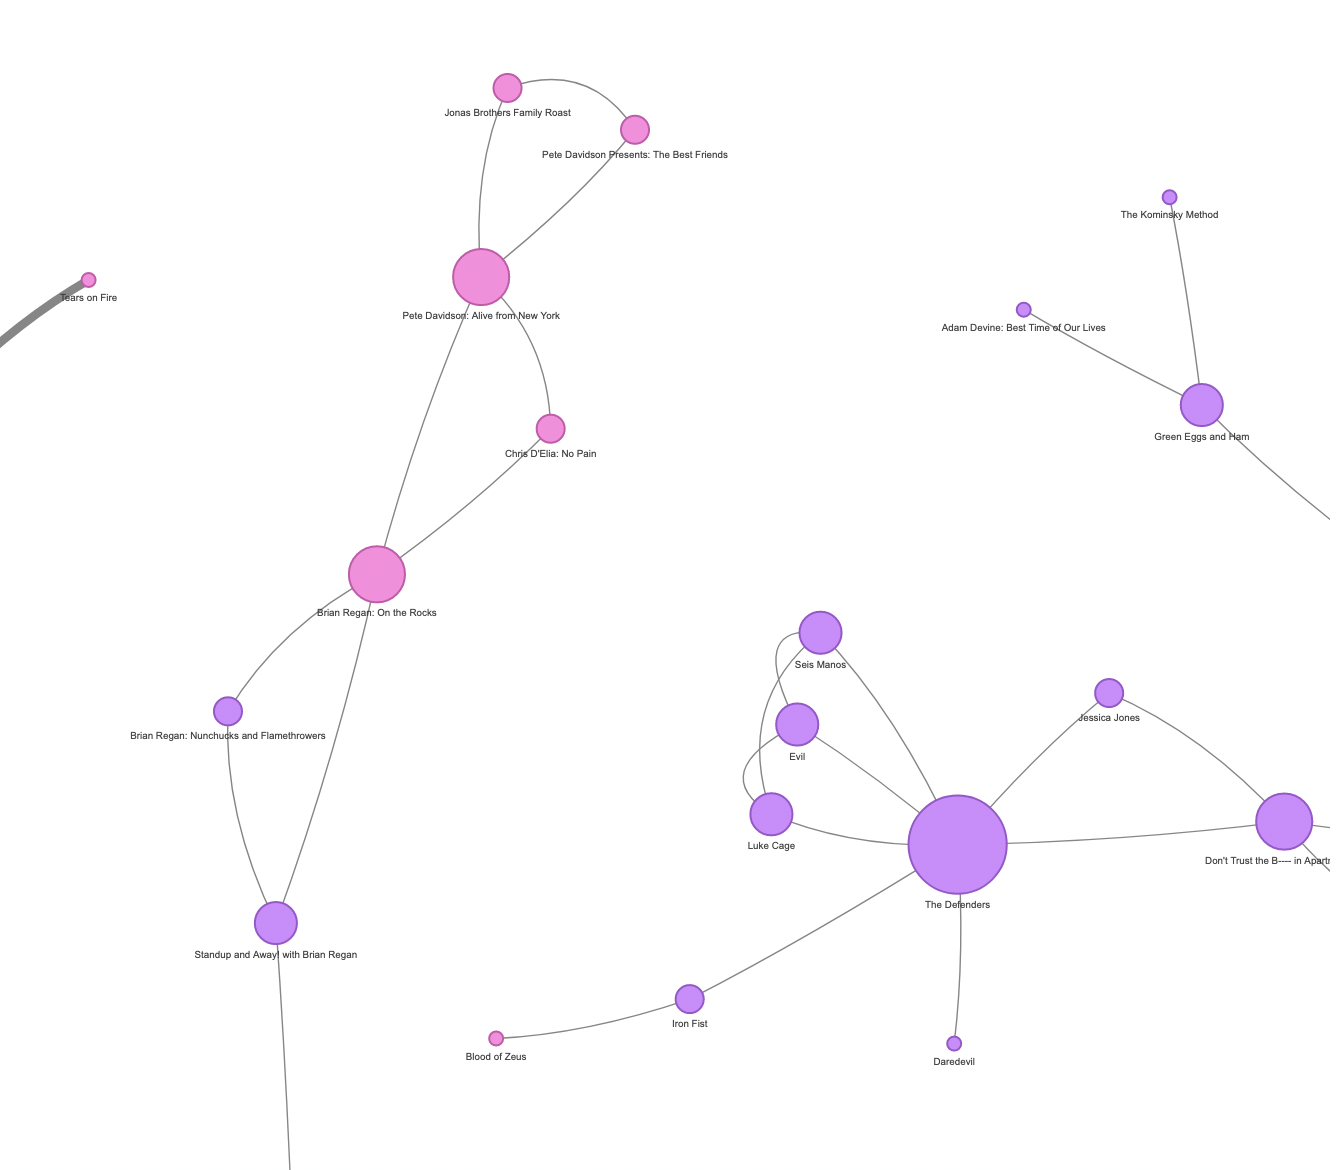 Jonas Brothers Family Roast
Pete Davidson Presents: The Best Friends
The Kominsky Method
Tears on Fire
Pete Davidson: Alive from New York
Adam Devine: Best Time of Our Lives
Green Eggs and Ham
Chris D'Elia: No Pain
Brian Regan: On the Rocks
Seis Manos
Jessica Jones
Brian Regan: Nunchucks and Flamethrowers
Evil
Luke Cage
Don't Trust the B---- in Apartm
The Defenders
Standup and Away! with Brian Regan
Iron Fist
Blood of Zeus
Daredevil